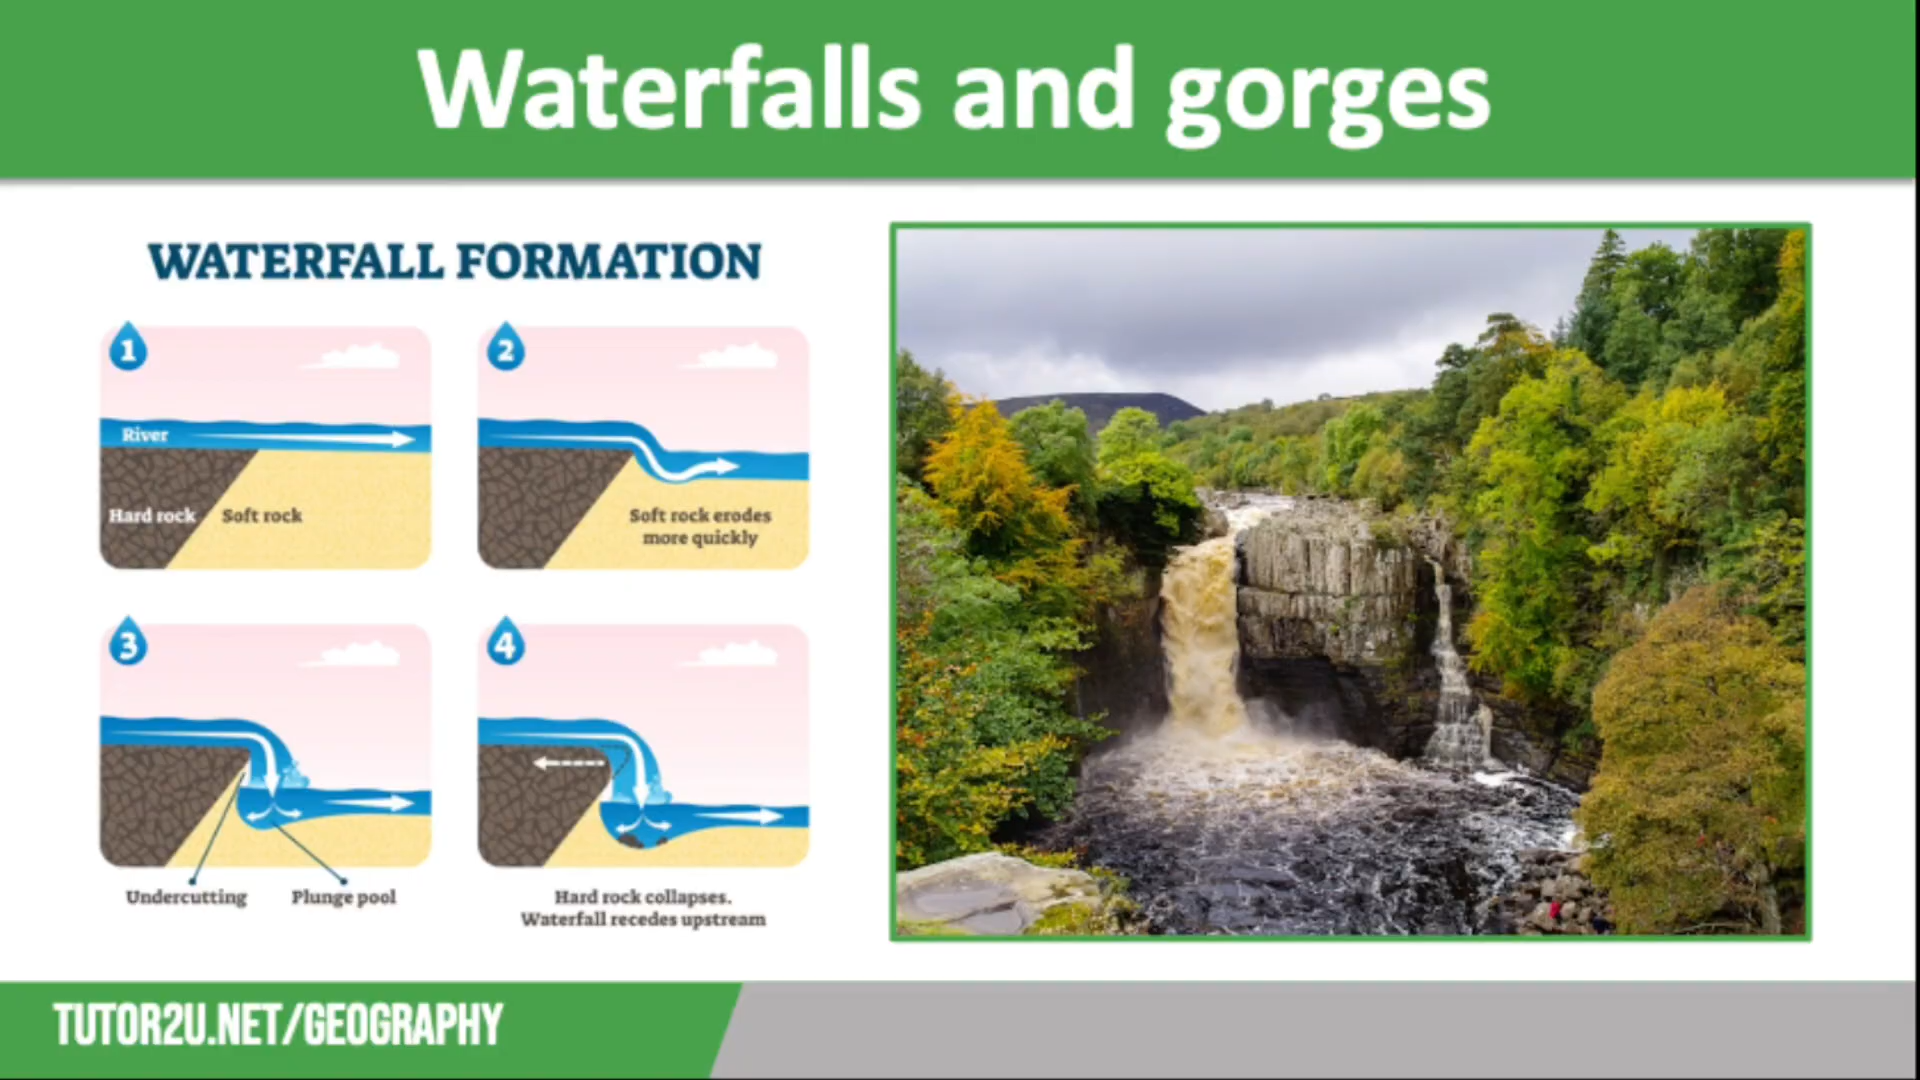 Waterfalls and gorges
WATERFALL FORMATION
1
River
Hard rock
Soft rock
2
Soft rock erodes
more quickly
3
Undercutting
Plunge pool
4
Hard rock collapses.
Waterfall recedes upstream
TUTOR2U.NET/GEOGRAPHY